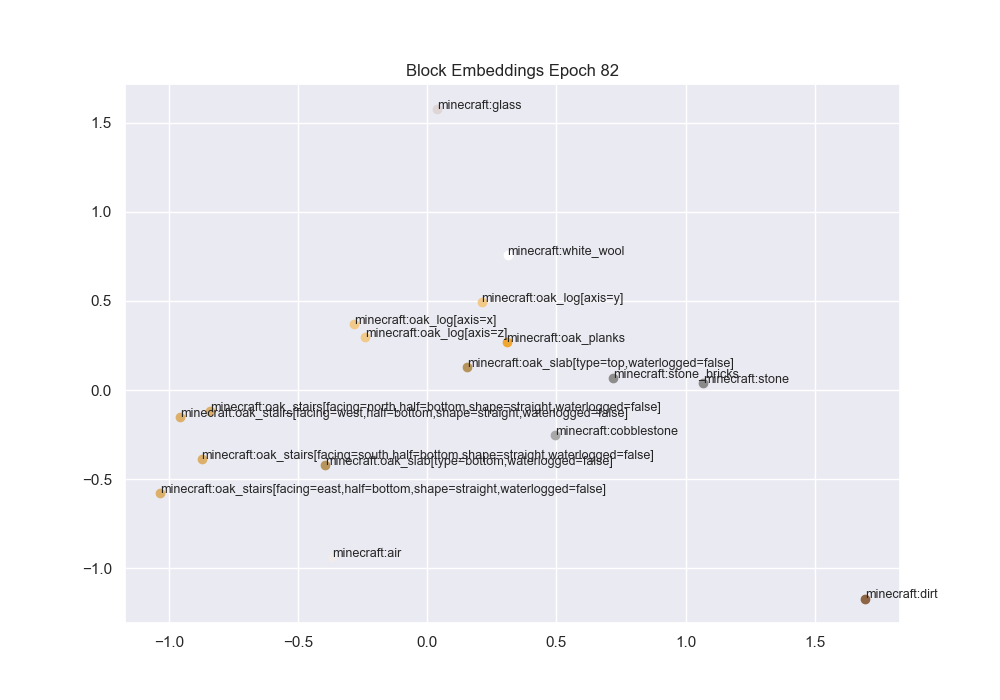 Block Embeddings Epoch 82
minecraft:glass
1.5
1.0
minecraft:white_wool
0.5
minecraft:oak_log[axis=y]
minecraft:oak_log[axis=x]
minecraft:oak_log[axis=z]
minecraft:oak_planks
minecraft:oak_slab[type=top,waterlogged=false]
minecraft:stone_bricks
minecraft:stone
0.0
minecraft:oak_stairs[facing=north,half=bottom,shape=straight,waterlogged=false]
minecraft:oak_stairs[facing=west,half=bottom,shape=straight,waterlogged=false]
minecraft:cobblestone
minecraft:oak_stairs[facing=south,half=bottom,shape=straight,waterlogged=false]
minecraft:oak_slab[type=bottom,waterlogged=false]
−0.5
minecraft:oak_stairs[facing=east,half=bottom,shape=straight,waterlogged=false]
minecraft:air
−1.0
minecraft:dirt
−1.0 −0.5 0.0 0.5 1.0 1.5